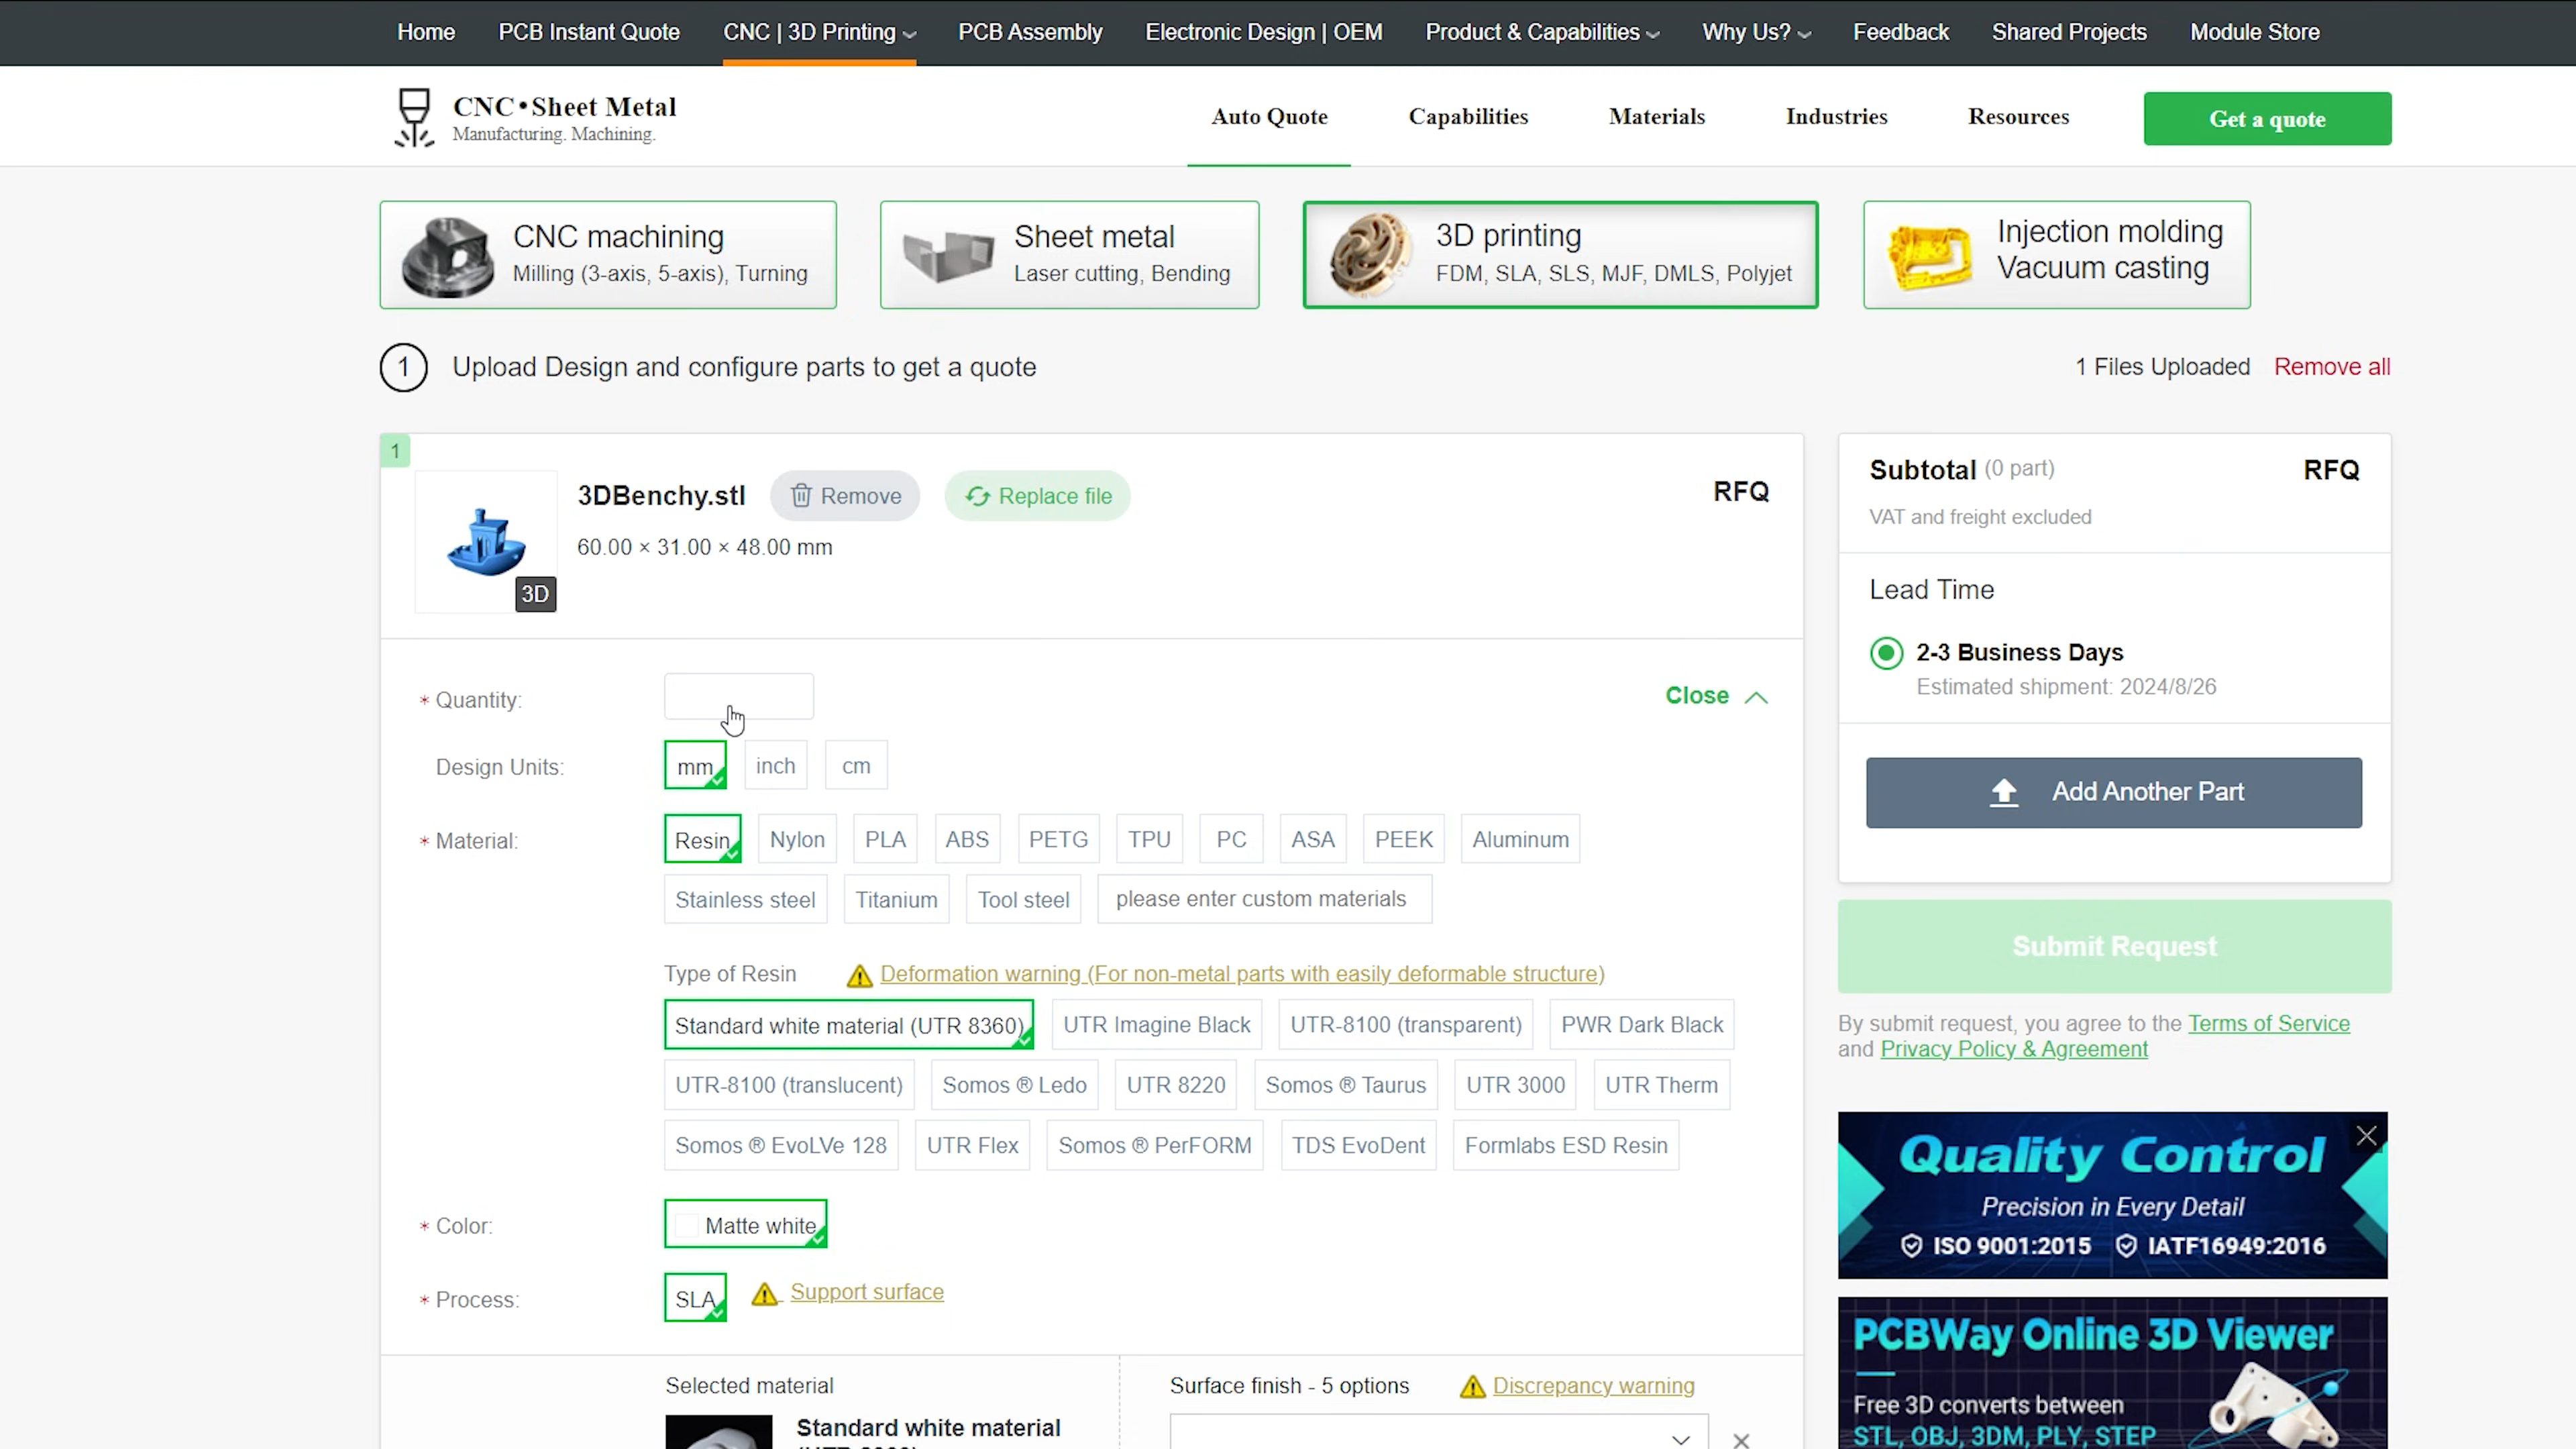 Home PCB Instant Quote CNC | 3D Printing PCB Assembly Electronic Design | OEM Product & Capabilities Why Us? Feedback Shared Projects Module Store
CNC•Sheet Metal
Manufacturing. Machining.
Auto Quote Capabilities Materials Industries Resources Get a quote
CNC machining
Milling (3-axis, 5-axis), Turning
Sheet metal
Laser cutting, Bending
3D printing
FDM, SLA, SLS, MJF, DMLS, Polyjet
Injection molding
Vacuum casting
1 Upload Design and configure parts to get a quote
1 Files Uploaded Remove all
1
3DBenchy.stl Remove Replace file RFQ
60.00 × 31.00 × 48.00 mm
3D
* Quantity: Close
Design Units: mm inch cm
* Material: Resin Nylon PLA ABS PETG TPU PC ASA PEEK Aluminum
Stainless steel Titanium Tool steel please enter custom materials
Type of Resin Deformation warning (For non-metal parts with easily deformable structure)
Standard white material (UTR 8360) UTR Imagine Black UTR-8100 (transparent) PWR Dark Black
UTR-8100 (translucent) Somos ® Ledo UTR 8220 Somos ® Taurus UTR 3000 UTR Therm
Somos ® EvoLVe 128 UTR Flex Somos ® PerFORM TDS EvoDent Formlabs ESD Resin
* Color: Matte white
* Process: SLA Support surface
Selected material
Standard white material
Surface finish - 5 options Discrepancy warning
Subtotal (0 part) RFQ
VAT and freight excluded
Lead Time
2-3 Business Days
Estimated shipment: 2024/8/26
Add Another Part
Submit Request
By submit request, you agree to the Terms of Service
and Privacy Policy & Agreement
Quality Control
Precision in Every Detail
ISO 9001:2015 IATF16949:2016
PCBWay Online 3D Viewer
Free 3D converts between
STL, OBJ, 3DM, PLY, STEP